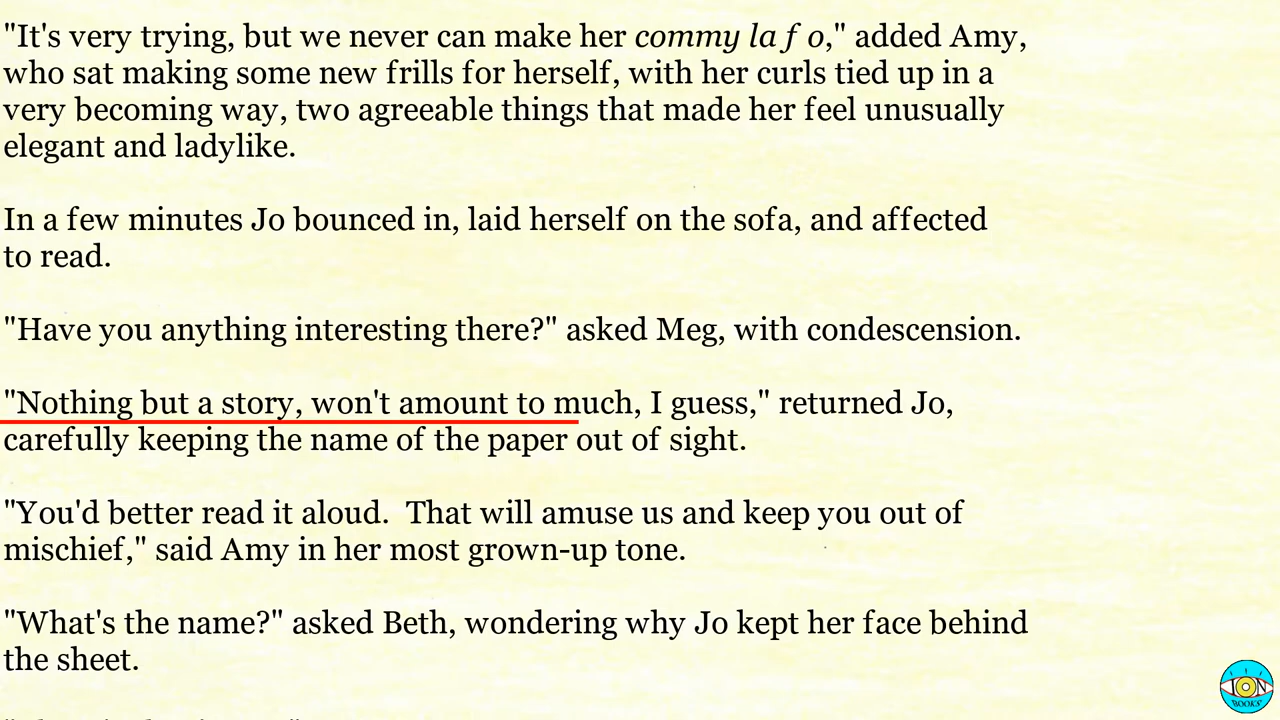 "It's very trying, but we never can make her commy la f o," added Amy,
who sat making some new frills for herself, with her curls tied up in a
very becoming way, two agreeable things that made her feel unusually
elegant and ladylike.
In a few minutes Jo bounced in, laid herself on the sofa, and affected
to read.
"Have you anything interesting there?" asked Meg, with condescension.
"Nothing but a story, won't amount to much, I guess," returned Jo,
carefully keeping the name of the paper out of sight.
"You'd better read it aloud.  That will amuse us and keep you out of
mischief," said Amy in her most grown-up tone.
"What's the name?" asked Beth, wondering why Jo kept her face behind
the sheet.
ION
BOOKS